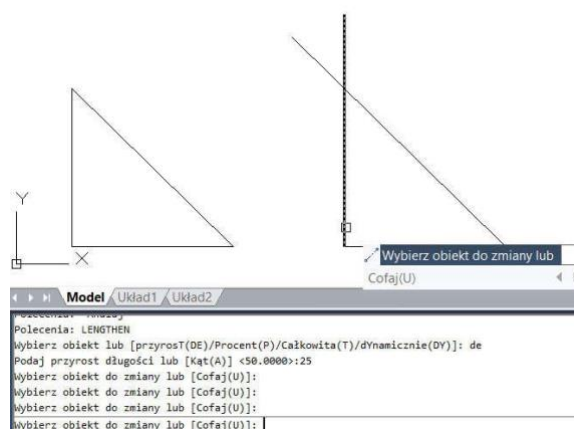 Y
X
Wybierz obiekt do zmiany lub
Cofaj(U)
Model Układ1 Układ2
Polecenia: LENGTHEN
Wybierz obiekt lub [przyrosT(DE)/Procent(P)/Całkowita(T)/dYnamicznie(DY)]: de
Podaj przyrost długości lub [Kąt(A)] <50.0000>:25
Wybierz obiekt do zmiany lub [Cofaj(U)]:
Wybierz obiekt do zmiany lub [Cofaj(U)]:
Wybierz obiekt do zmiany lub [Cofaj(U)]:
Wybierz obiekt do zmiany lub [Cofaj(U)]: